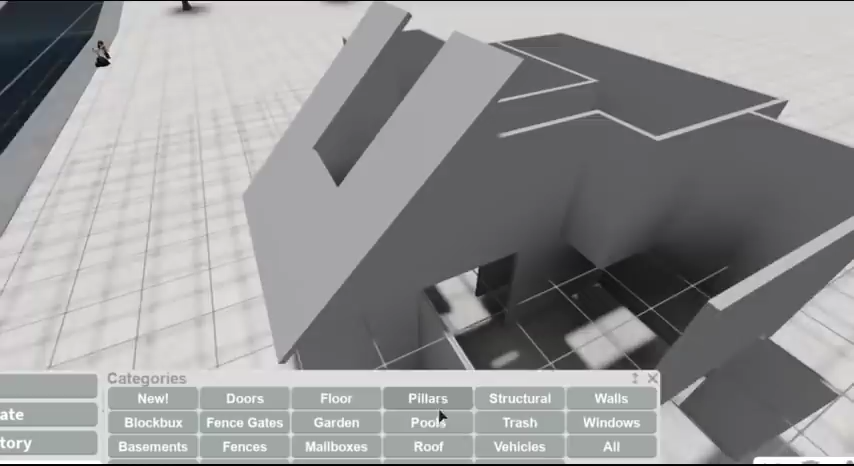 Categories
New! Doors Floor Pillars Structural Walls
ate Blockbux Fence Gates Garden Pools Trash Windows
tory Basements Fences Mailboxes Roof Vehicles All